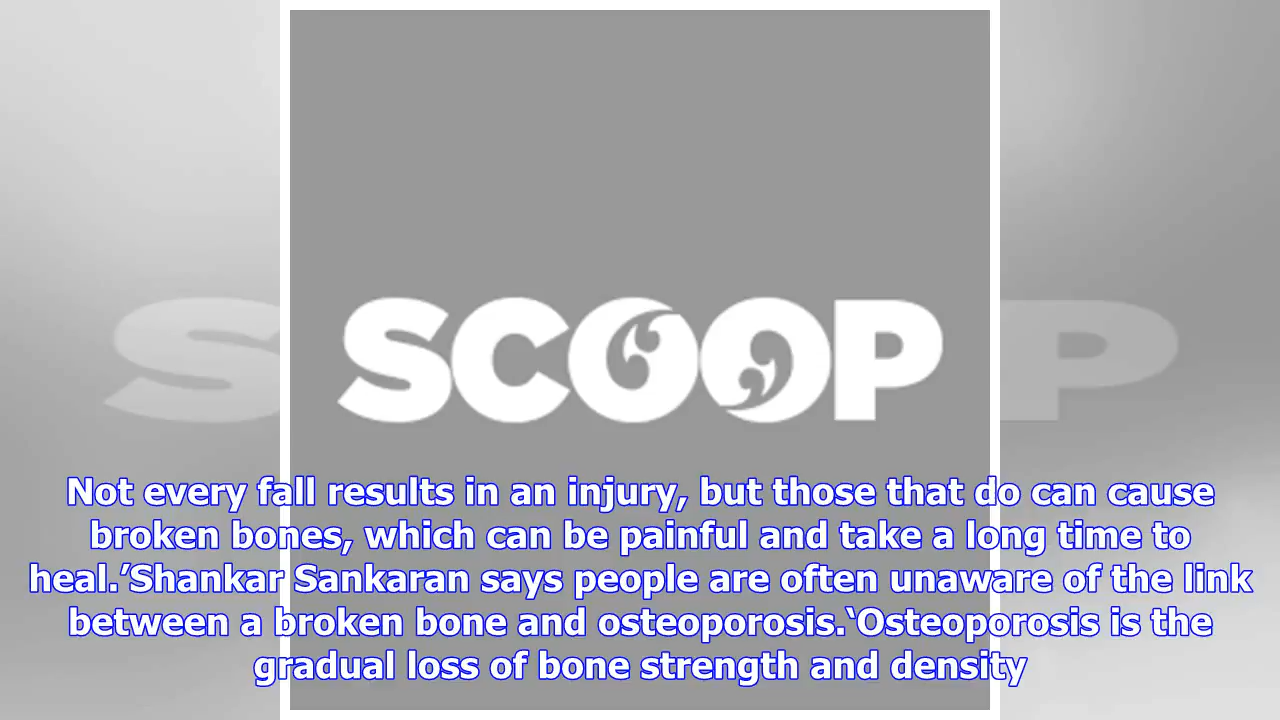 SCOOP
Not every fall results in an injury, but those that do can cause
broken bones, which can be painful and take a long time to
heal.’Shankar Sankaran says people are often unaware of the link
between a broken bone and osteoporosis.‘Osteoporosis is the
gradual loss of bone strength and density